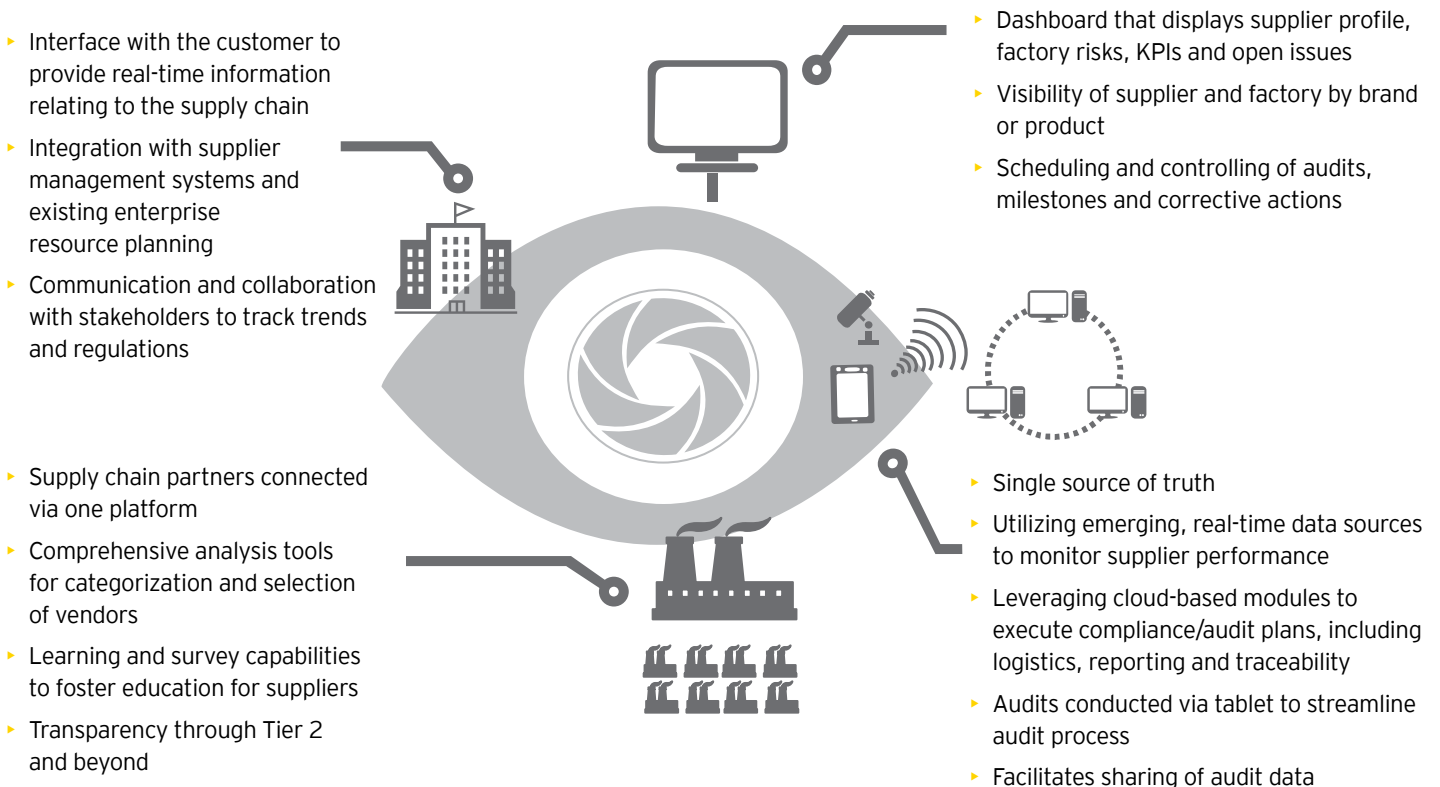 ▸ Interface with the customer to
provide real-time information
relating to the supply chain
▸ Integration with supplier
management systems and
existing enterprise
resource planning
▸ Communication and collaboration
with stakeholders to track trends
and regulations
▸ Dashboard that displays supplier profile,
factory risks, KPIs and open issues
▸ Visibility of supplier and factory by brand
or product
▸ Scheduling and controlling of audits,
milestones and corrective actions
▸ Supply chain partners connected
via one platform
▸ Comprehensive analysis tools
for categorization and selection
of vendors
▸ Learning and survey capabilities
to foster education for suppliers
▸ Transparency through Tier 2
and beyond
▸ Single source of truth
▸ Utilizing emerging, real-time data sources
to monitor supplier performance
▸ Leveraging cloud-based modules to
execute compliance/audit plans, including
logistics, reporting and traceability
▸ Audits conducted via tablet to streamline
audit process
▸ Facilitates sharing of audit data